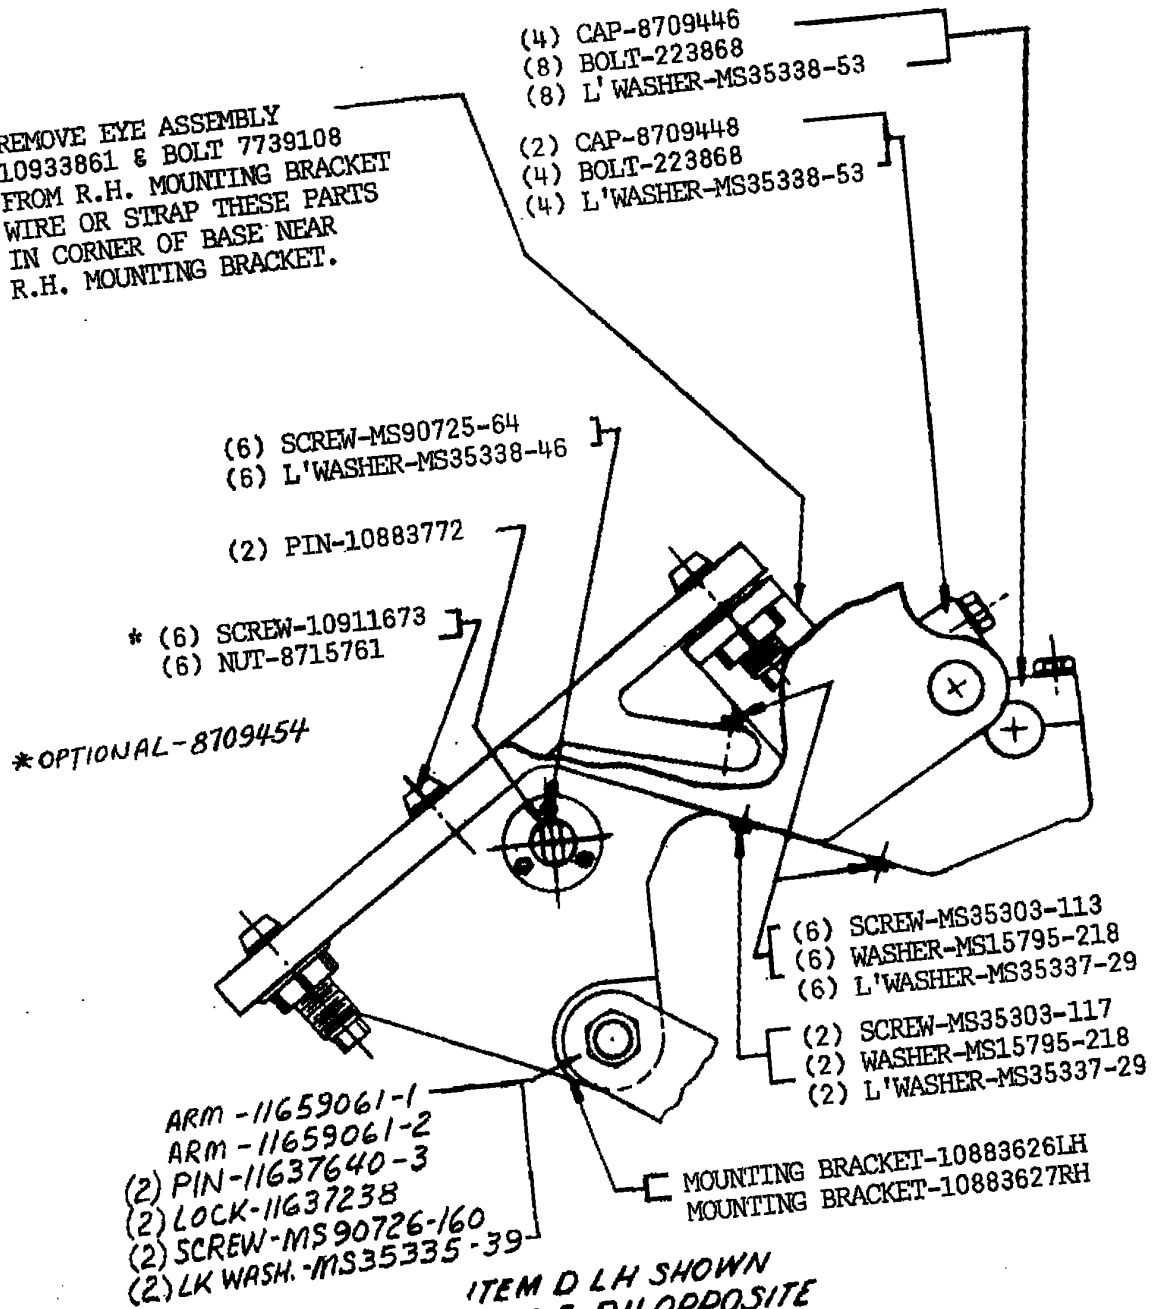 (4) CAP-8709446
(8) BOLT-223868
(8) L'WASHER-MS35338-53
(2) CAP-8709448
(4) BOLT-223868
(4) L'WASHER-MS35338-53
REMOVE EYE ASSEMBLY
10933861 & BOLT 7739108
FROM R.H. MOUNTING BRACKET
WIRE OR STRAP THESE PARTS
IN CORNER OF BASE NEAR
R.H. MOUNTING BRACKET.
(6) SCREW-MS90725-64
(6) L'WASHER-MS35338-46
(2) PIN-10883772
* (6) SCREW-10911673
(6) NUT-8715761
*OPTIONAL-8709454
(6) SCREW-MS35303-113
(6) WASHER-MS15795-218
(6) L'WASHER-MS35337-29
(2) SCREW-MS35303-117
(2) WASHER-MS15795-218
(2) L'WASHER-MS35337-29
ARM-11659061-1
ARM-11659061-2
(2) PIN-11637640-3
(2) LOCK-11637238
(2) SCREW-MS90726-160
(2) LK WASH.-MS35335-39
MOUNTING BRACKET-10883626LH
MOUNTING BRACKET-10883627RH
ITEM D LH SHOWN
RH OPPOSITE